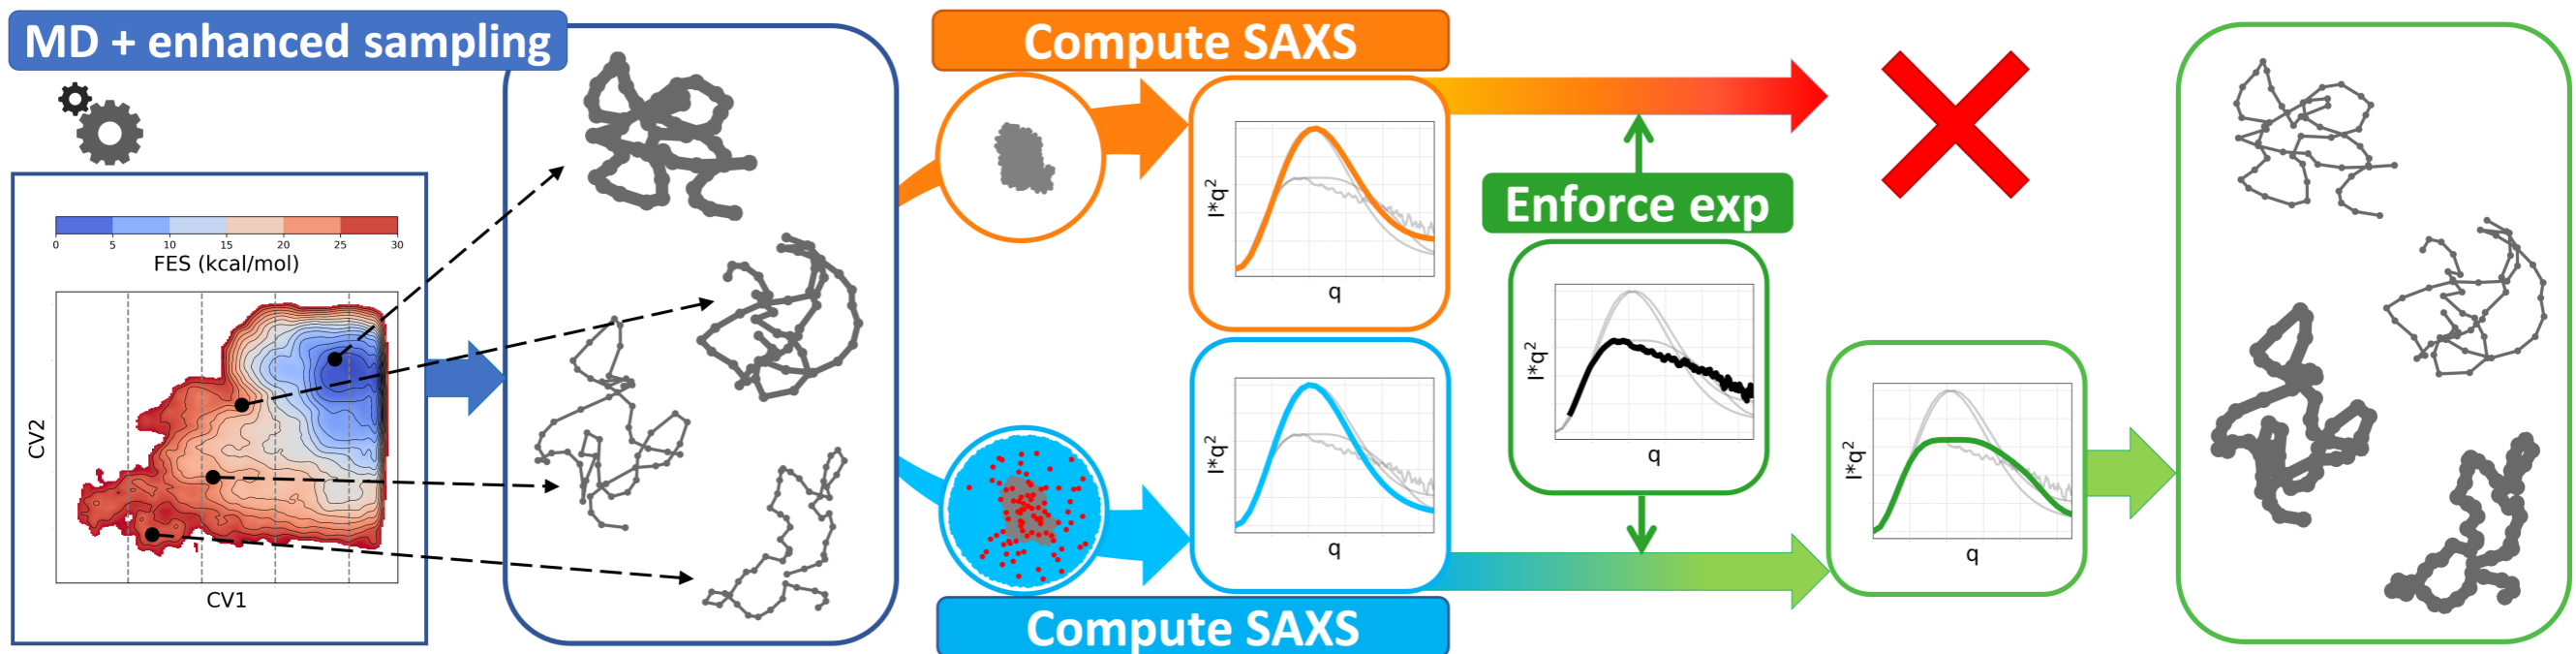 MD + enhanced sampling
0 5 10 15 20 25 30
FES (kcal/mol)
CV2
CV1
Compute SAXS
I*q²
q
I*q²
q
Compute SAXS
Enforce exp
I*q²
q
I*q²
q